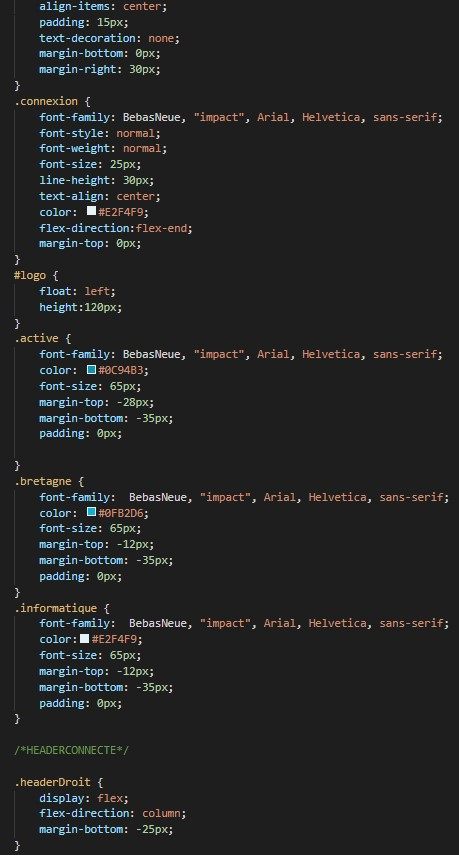 align-items: center;
padding: 15px;
text-decoration: none;
margin-bottom: 0px;
margin-right: 30px;
}
.connexion {
font-family: BebasNeue, "impact", Arial, Helvetica, sans-serif;
font-style: normal;
font-weight: normal;
font-size: 25px;
line-height: 30px;
text-align: center;
color: #E2F4F9;
flex-direction:flex-end;
margin-top: 0px;
}
#logo {
float: left;
height:120px;
}
.active {
font-family: BebasNeue, "impact", Arial, Helvetica, sans-serif;
color: #0C94B3;
font-size: 65px;
margin-top: -28px;
margin-bottom: -35px;
padding: 0px;
}
.bretagne {
font-family:  BebasNeue, "impact", Arial, Helvetica, sans-serif;
color: #0FB2D6;
font-size: 65px;
margin-top: -12px;
margin-bottom: -35px;
padding: 0px;
}
.informatique {
font-family:  BebasNeue, "impact", Arial, Helvetica, sans-serif;
color:#E2F4F9;
font-size: 65px;
margin-top: -12px;
margin-bottom: -35px;
padding: 0px;
}
/*HEADERCONNECTE*/
.headerDroit {
display: flex;
flex-direction: column;
margin-bottom: -25px;
}